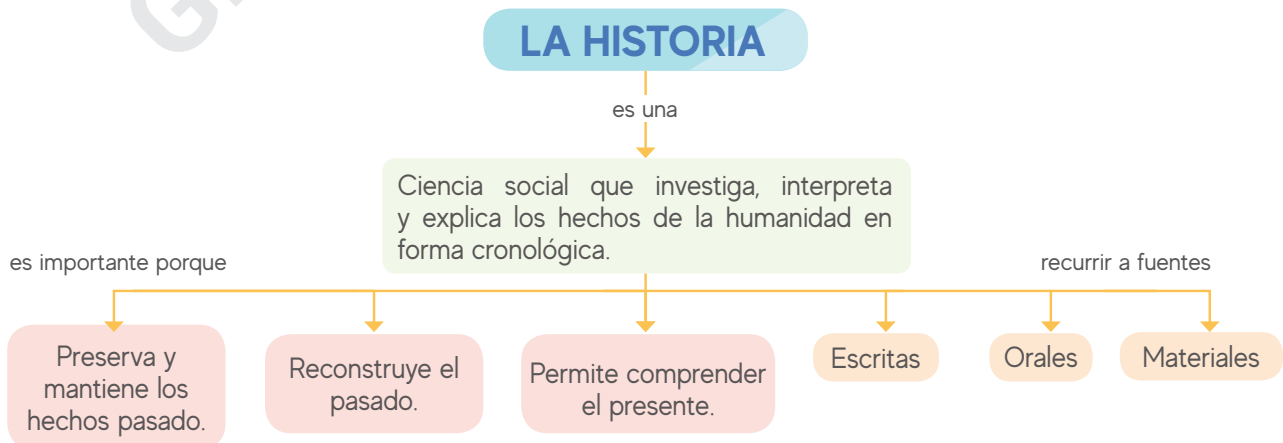 LA HISTORIA
es una
Ciencia social que investiga, interpreta
y explica los hechos de la humanidad en
forma cronológica.
es importante porque
recurrir a fuentes
Preserva y
mantiene los
hechos pasado.
Reconstruye el
pasado.
Permite comprender
el presente.
Escritas
Orales
Materiales